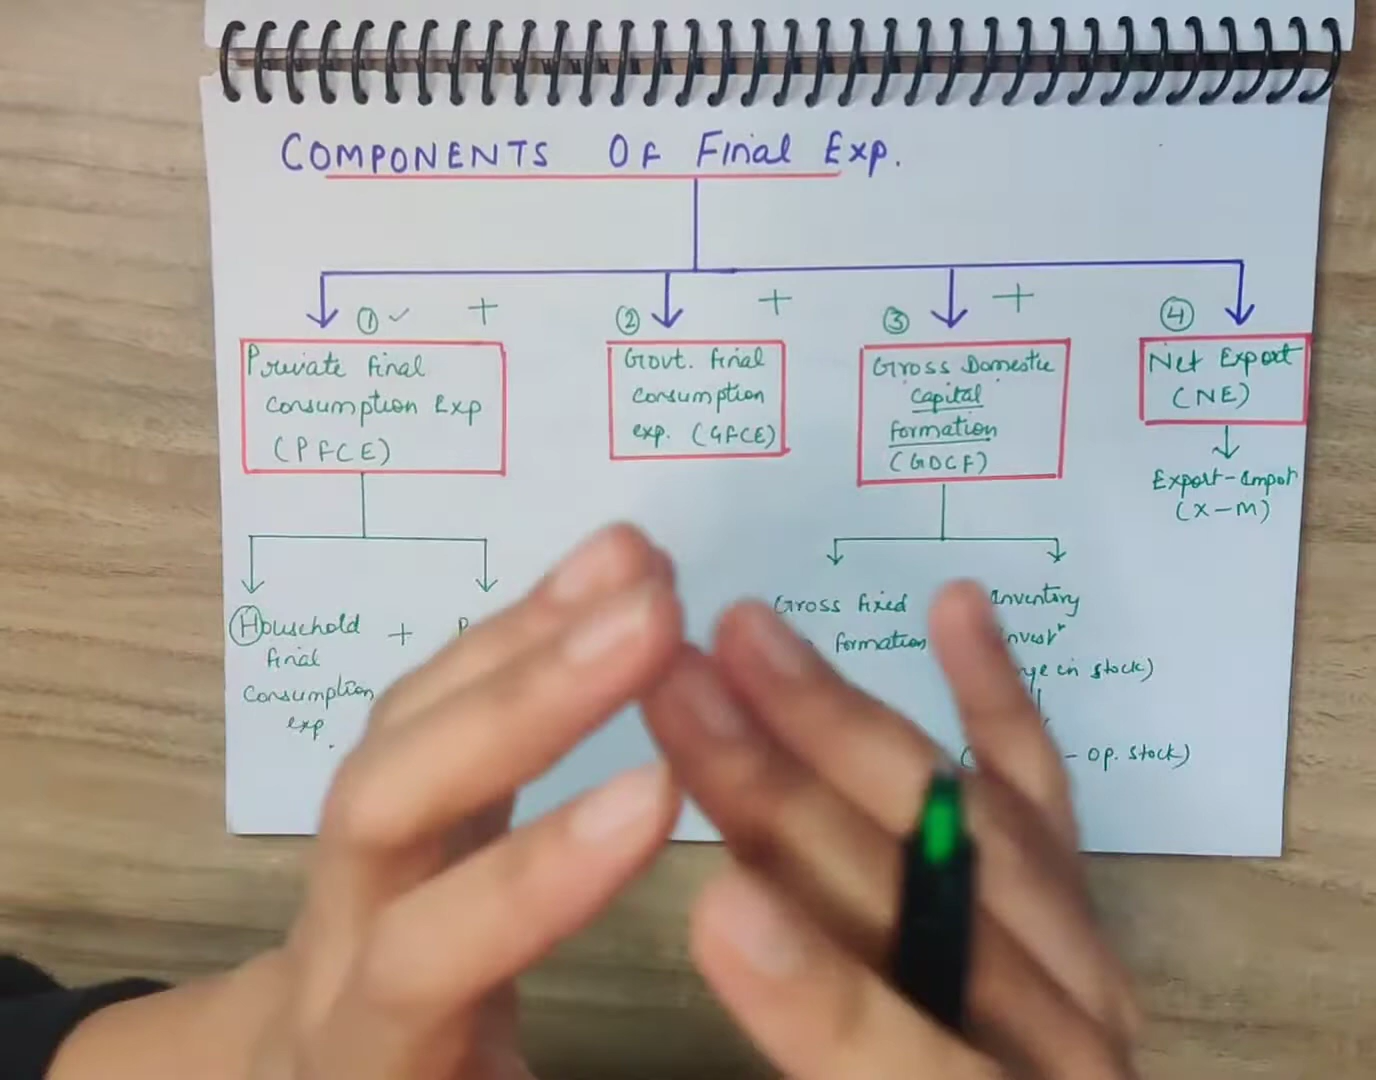 COMPONENTS OF Final Exp.
① ✓ +
② +
③ +
④
Private final
consumption Exp
(PFCE)
Govt. final
consumption
exp. (GFCE)
Gross Domestic
Capital
formation
(GDCF)
Net Export
(NE)
Export-Impot
(X-M)
Household
final
consumption
exp.
+
Gross fixed
formation
Inventory
invest
in stock)
- Op. Stock)